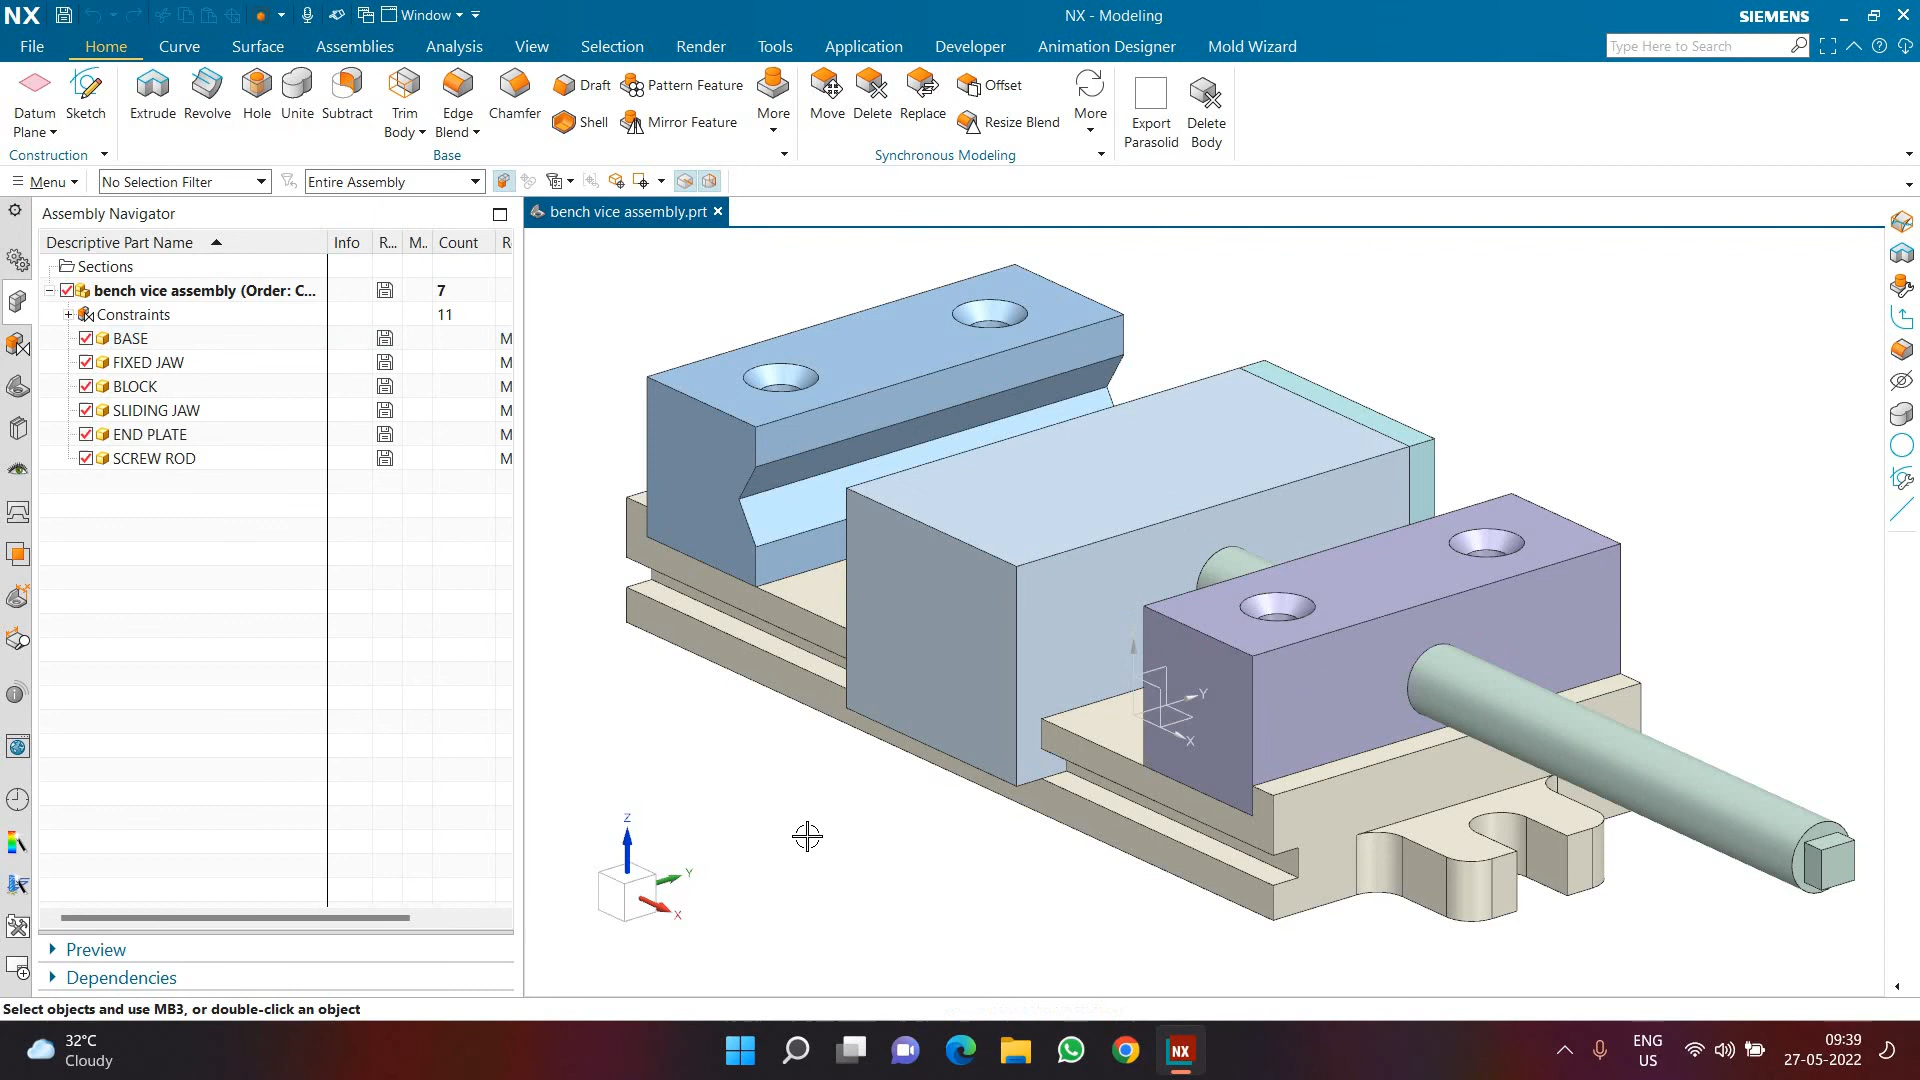 NX Window NX - Modeling SIEMENS
File Home Curve Surface Assemblies Analysis View Selection Render Tools Application Developer Animation Designer Mold Wizard Type Here to Search
Datum Plane Sketch Extrude Revolve Hole Unite Subtract Trim Body Edge Blend Chamfer Draft Shell Pattern Feature Mirror Feature More Move Delete Replace Offset Resize Blend More Export Parasolid Delete Body
Construction Base Synchronous Modeling
Menu No Selection Filter Entire Assembly
Assembly Navigator bench vice assembly.prt
Descriptive Part Name Info R... M.. Count R
Sections
bench vice assembly (Order: C... 7
Constraints 11
BASE M
FIXED JAW M
BLOCK M
SLIDING JAW M
END PLATE M
SCREW ROD M
Y
X
Z
Y
X
Preview
Dependencies
Select objects and use MB3, or double-click an object
32°C
Cloudy
NX
ENG
US
09:39
27-05-2022